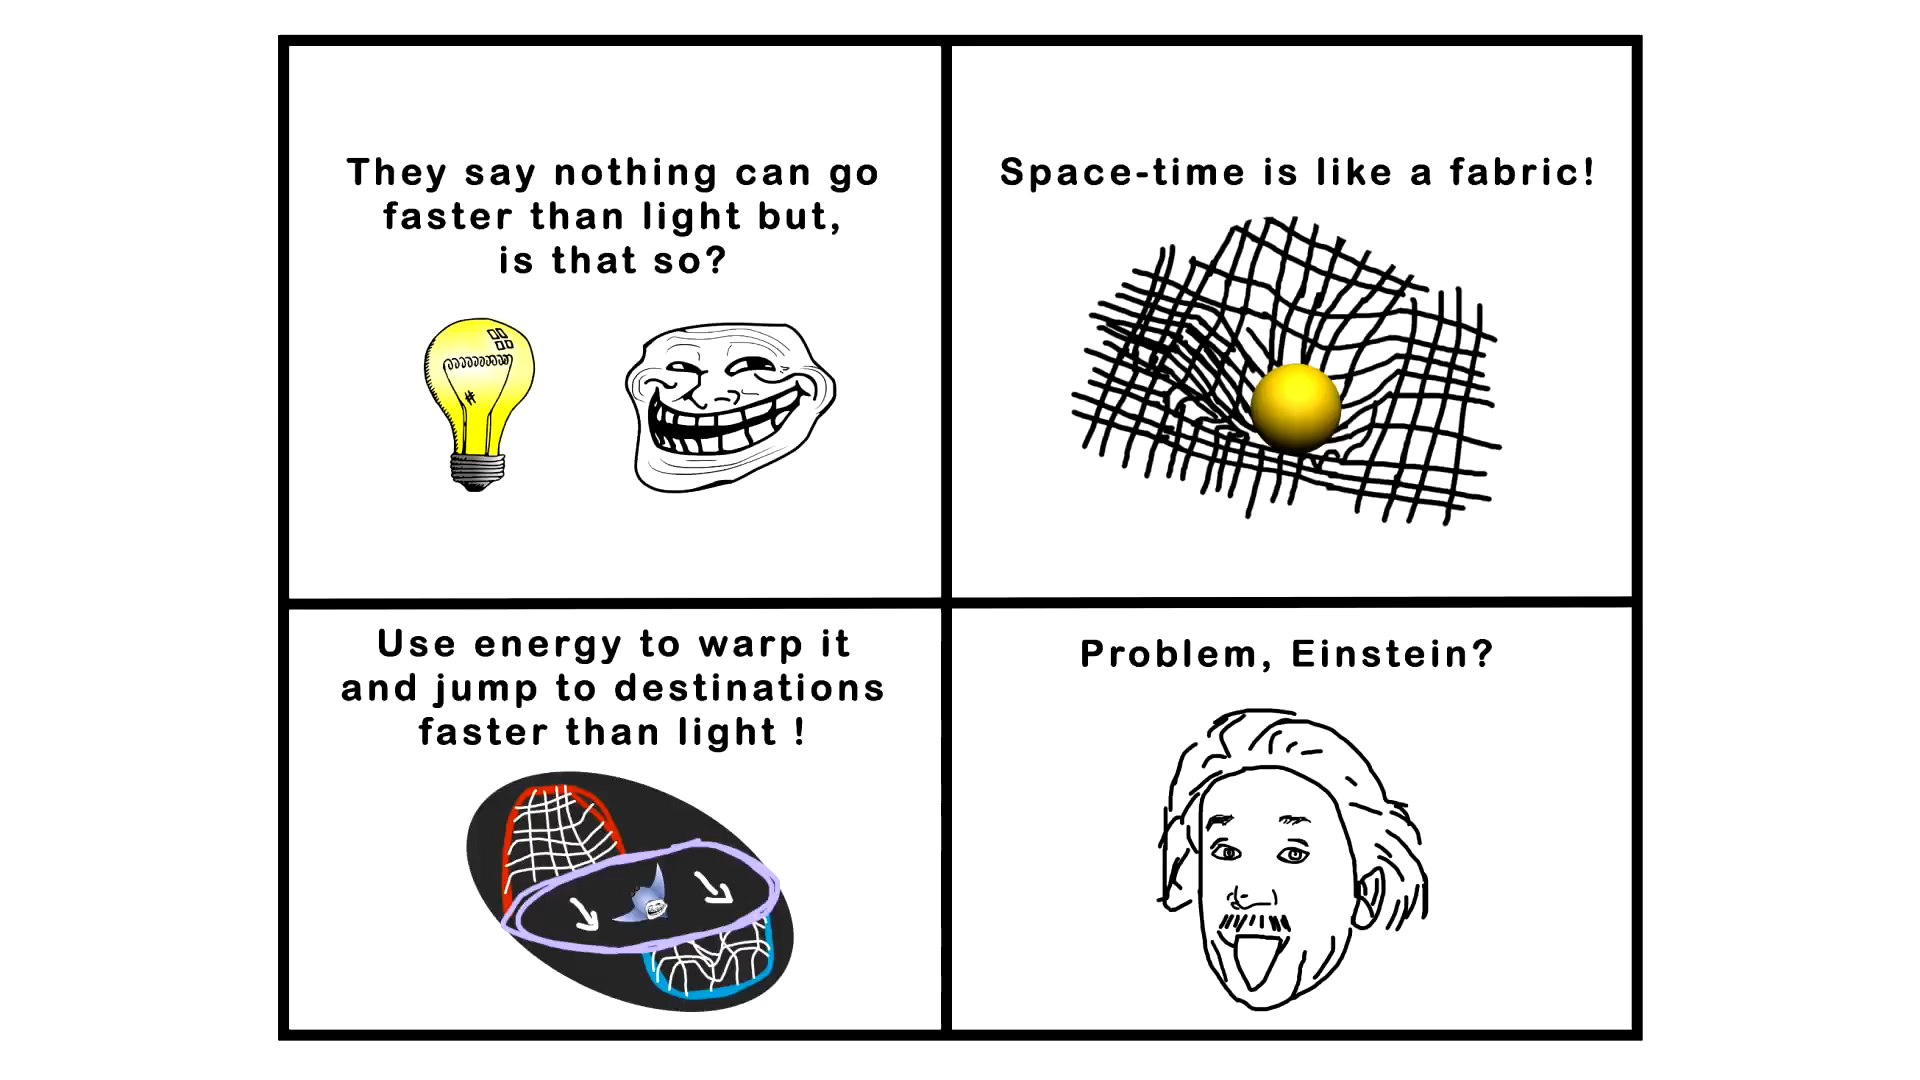 They say nothing can go
faster than light but,
is that so?
Space-time is like a fabric!
Use energy to warp it
and jump to destinations
faster than light !
Problem, Einstein?